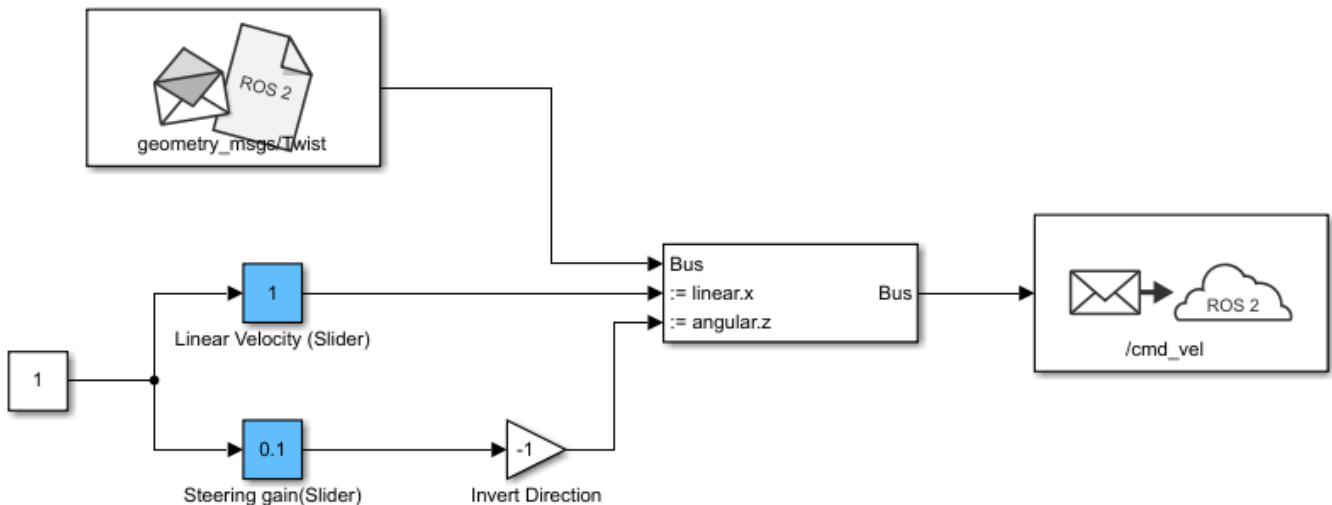 ROS 2
geometry_msgs/Twist
Bus
:= linear.x
:= angular.z
Bus
ROS 2
/cmd_vel
1
Linear Velocity (Slider)
1
0.1
Steering gain(Slider)
-1
Invert Direction